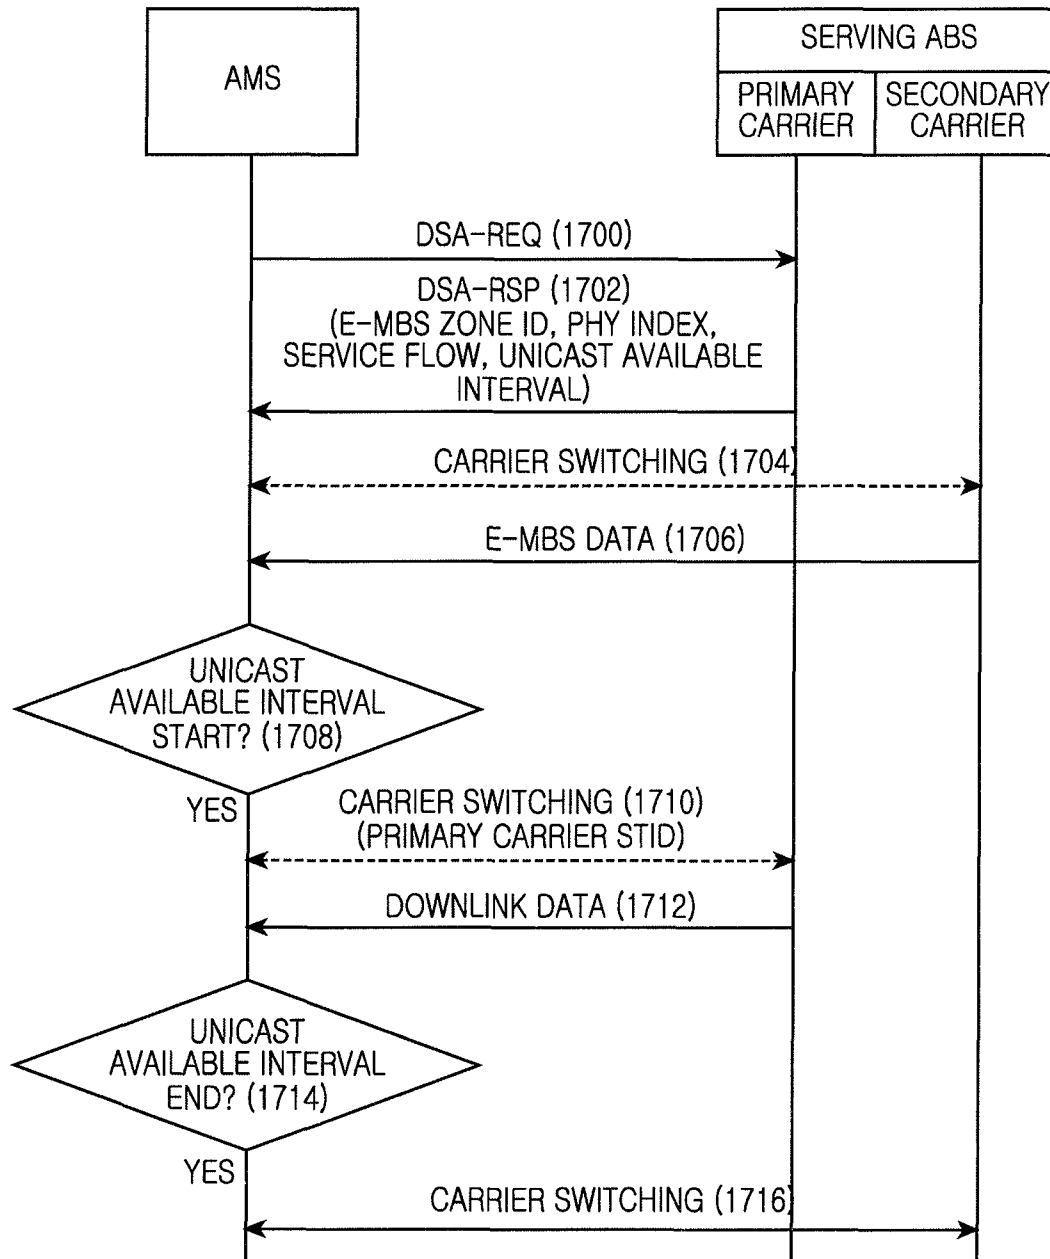 AMS
SERVING ABS
PRIMARY
CARRIER
SECONDARY
CARRIER
DSA-REQ (1700)
DSA-RSP (1702)
(E-MBS ZONE ID, PHY INDEX,
SERVICE FLOW, UNICAST AVAILABLE
INTERVAL)
CARRIER SWITCHING (1704)
E-MBS DATA (1706)
UNICAST
AVAILABLE INTERVAL
START? (1708)
YES
CARRIER SWITCHING (1710)
(PRIMARY CARRIER STID)
DOWNLINK DATA (1712)
UNICAST
AVAILABLE INTERVAL
END? (1714)
YES
CARRIER SWITCHING (1716)